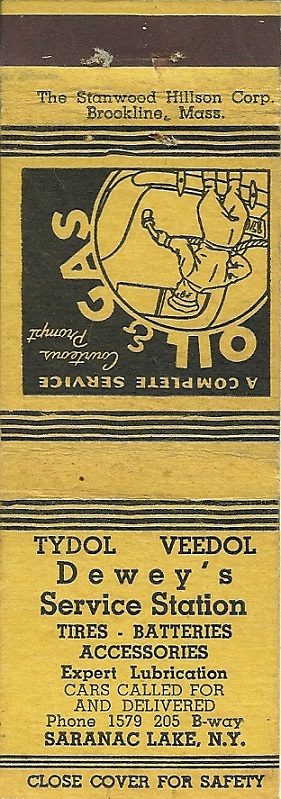 The Stanwood Hillson Corp.
Brookline, Mass.
A COMPLETE SERVICE
Courteous
Prompt
OIL & GAS
TYDOL VEEDOL
Dewey's
Service Station
TIRES - BATTERIES
ACCESSORIES
Expert Lubrication
CARS CALLED FOR
AND DELIVERED
Phone 1579 205 B-way
SARANAC LAKE, N.Y.
CLOSE COVER FOR SAFETY